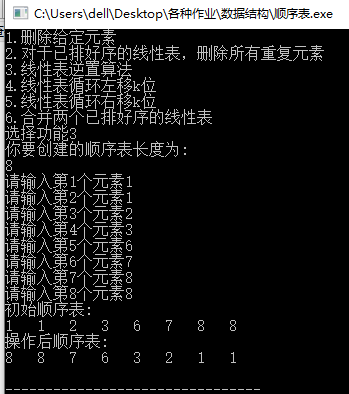 C:\Users\dell\Desktop\各种作业\数据结构\顺序表.exe
1.删除给定元素
2.对于已排好序的线性表，删除所有重复元素
3.线性表逆置算法
4.线性表循环左移k位
5.线性表循环右移k位
6.合并两个已排好序的线性表
选择功能3
你要创建的顺序表长度为:
8
请输入第1个元素1
请输入第2个元素1
请输入第3个元素2
请输入第4个元素3
请输入第5个元素6
请输入第6个元素7
请输入第7个元素8
请输入第8个元素8
初始顺序表:
1 1 2 3 6 7 8 8
操作后顺序表:
8 8 7 6 3 2 1 1
--------------------------------